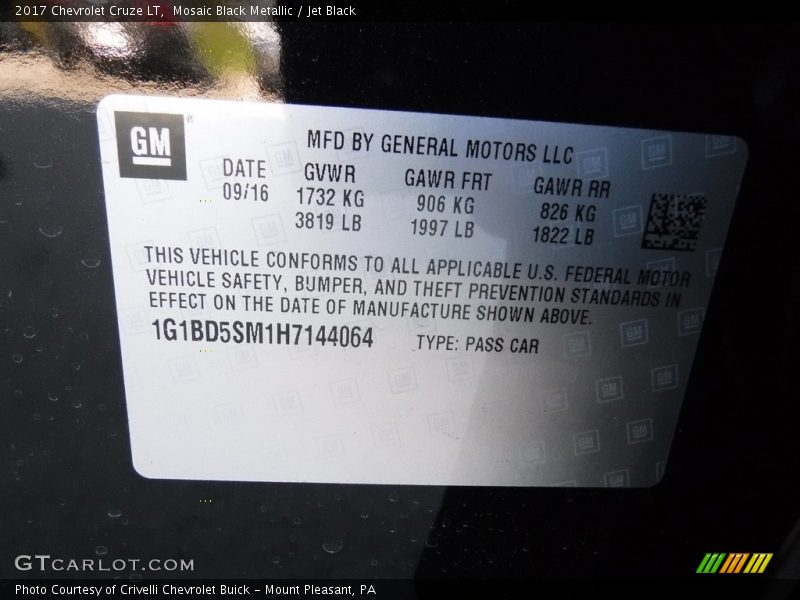 2017 Chevrolet Cruze LT, Mosaic Black Metallic / Jet Black
GM
MFD BY GENERAL MOTORS LLC
DATE GVWR GAWR FRT GAWR RR
09/16 1732 KG 906 KG 826 KG
3819 LB 1997 LB 1822 LB
THIS VEHICLE CONFORMS TO ALL APPLICABLE U.S. FEDERAL MOTOR
VEHICLE SAFETY, BUMPER, AND THEFT PREVENTION STANDARDS IN
EFFECT ON THE DATE OF MANUFACTURE SHOWN ABOVE.
1G1BD5SM1H7144064 TYPE: PASS CAR
GTCARLOT.COM
Photo Courtesy of Crivelli Chevrolet Buick - Mount Pleasant, PA